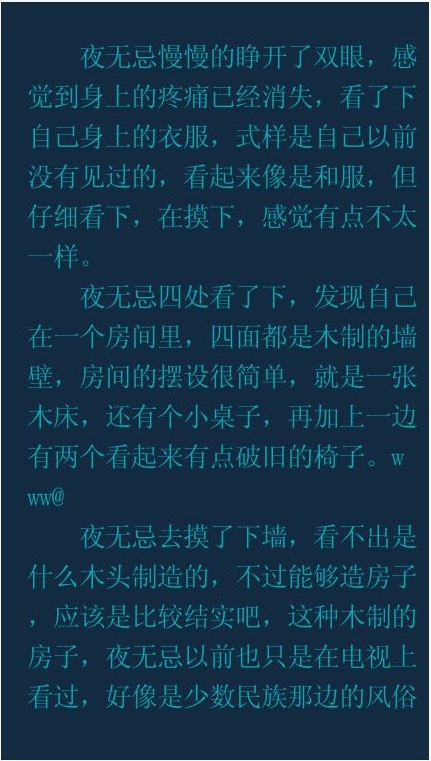 夜无忌慢慢的睁开了双眼，感
觉到身上的疼痛已经消失，看了下
自己身上的衣服，式样是自己以前
没有见过的，看起来像是和服，但
仔细看下，在摸下，感觉有点不太
一样。
夜无忌四处看了下，发现自己
在一个房间里，四面都是木制的墙
壁，房间的摆设很简单，就是一张
木床，还有个小桌子，再加上一边
有两个看起来有点破旧的椅子。w
ww@
夜无忌去摸了下墙，看不出是
什么木头制造的，不过能够造房子
，应该是比较结实吧，这种木制的
房子，夜无忌以前也只是在电视上
看过，好像是少数民族那边的风俗